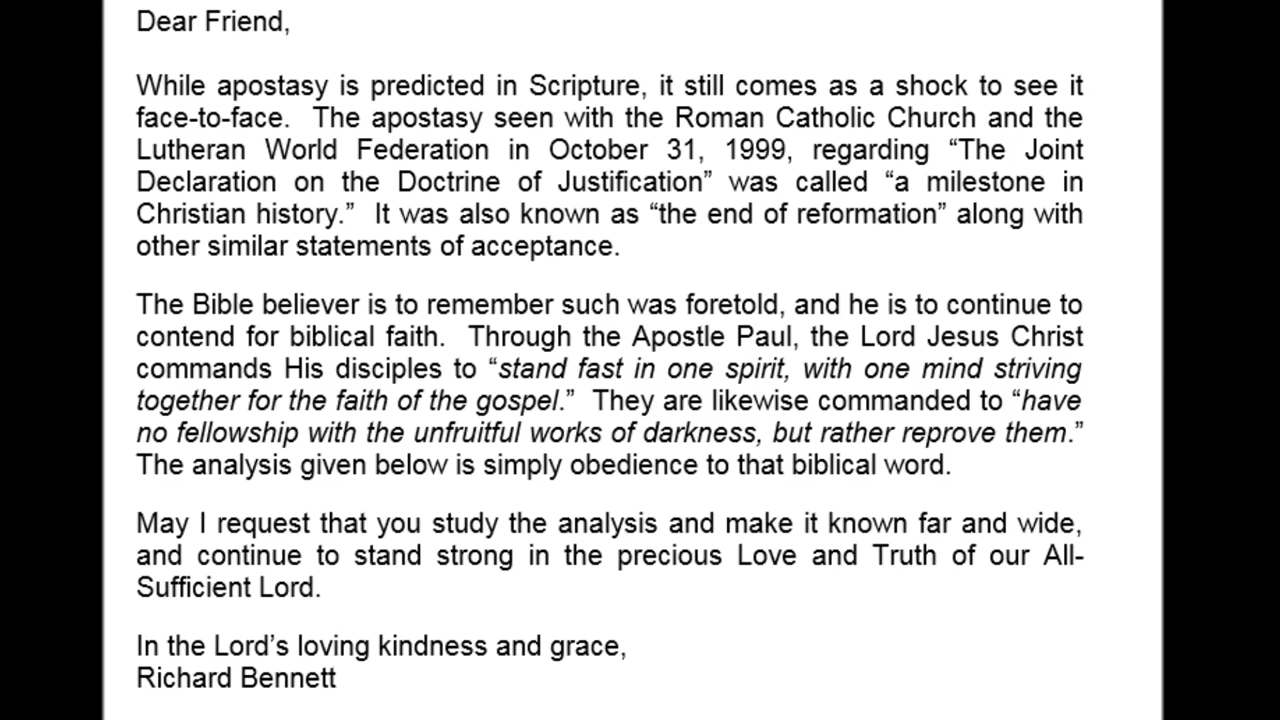 Dear Friend,
While apostasy is predicted in Scripture, it still comes as a shock to see it
face-to-face.  The apostasy seen with the Roman Catholic Church and the
Lutheran World Federation in October 31, 1999, regarding “The Joint
Declaration on the Doctrine of Justification” was called “a milestone in
Christian history.”  It was also known as “the end of reformation” along with
other similar statements of acceptance.
The Bible believer is to remember such was foretold, and he is to continue to
contend for biblical faith.  Through the Apostle Paul, the Lord Jesus Christ
commands His disciples to “stand fast in one spirit, with one mind striving
together for the faith of the gospel.”  They are likewise commanded to “have
no fellowship with the unfruitful works of darkness, but rather reprove them.”
The analysis given below is simply obedience to that biblical word.
May I request that you study the analysis and make it known far and wide,
and continue to stand strong in the precious Love and Truth of our All-
Sufficient Lord.
In the Lord’s loving kindness and grace,
Richard Bennett